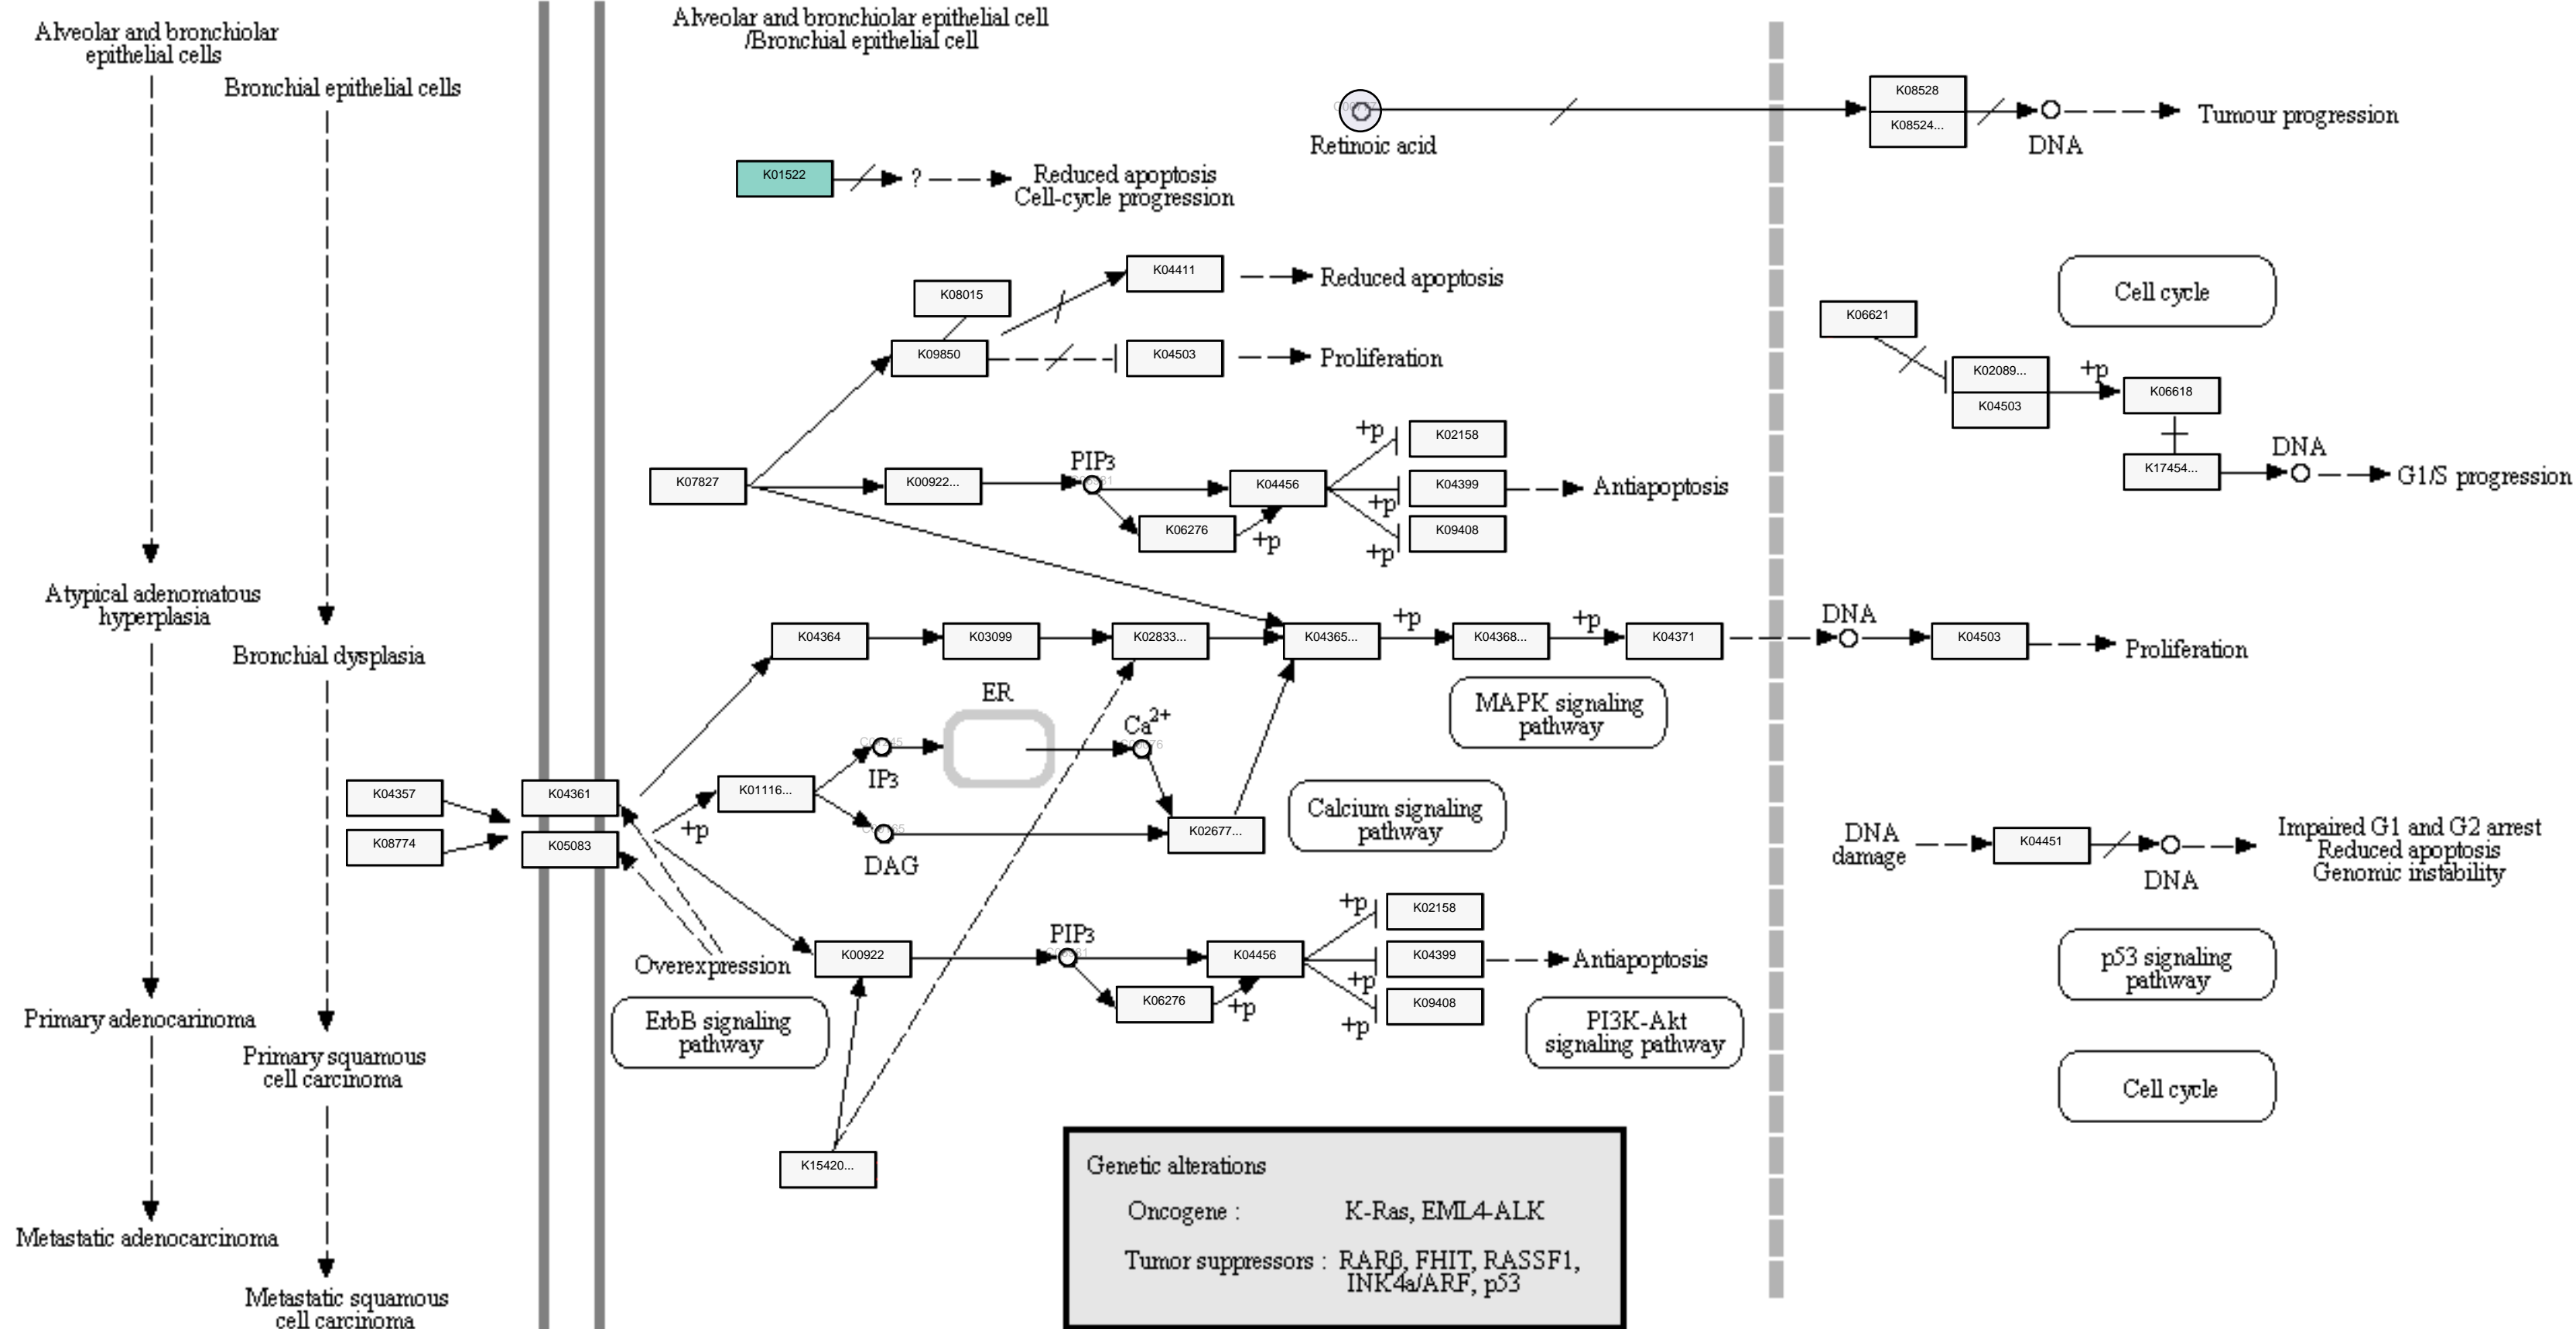 Alveolar and bronchiolar
epithelial cells
Bronchial epithelial cells
Atypical adenomatous
hyperplasia
Bronchial dysplasia
Primary adenocarinoma
Primary squamous
cell carcinoma
Metastatic adenocarcinoma
Metastatic squamous
cell carcinoma
Alveolar and bronchiolar epithelial cell
/Bronchial epithelial cell
Retinoic acid
K08528
K08524...
DNA
Tumour progression
K01522
?
Reduced apoptosis
Cell-cycle progression
K08015
K04411
Reduced apoptosis
K09850
K04503
Proliferation
Cell cycle
K06621
K02089...
K04503
+p
K06618
K17454...
DNA
G1/S progression
K07827
K00922...
PIP3
K04456
K06276
+p
+p
K02158
+p
K04399
+p
K09408
Antiapoptosis
K04364
K03099
K02833...
K04365...
+p
K04368...
+p
K04371
DNA
K04503
Proliferation
MAPK signaling
pathway
ER
IP3
Ca2+
K04357
K08774
K04361
K05083
+p
K01116...
DAG
K02677...
Calcium signaling
pathway
DNA
damage
K04451
DNA
Impaired G1 and G2 arrest
Reduced apoptosis
Genomic instability
p53 signaling
pathway
Cell cycle
Overexpression
ErbB signaling
pathway
K00922
PIP3
K04456
K06276
+p
+p
K02158
+p
K04399
+p
K09408
Antiapoptosis
PI3K-Akt
signaling pathway
K15420...
Genetic alterations
Oncogene : K-Ras, EML4-ALK
Tumor suppressors : RARβ, FHIT, RASSF1,
INK4a/ARF, p53